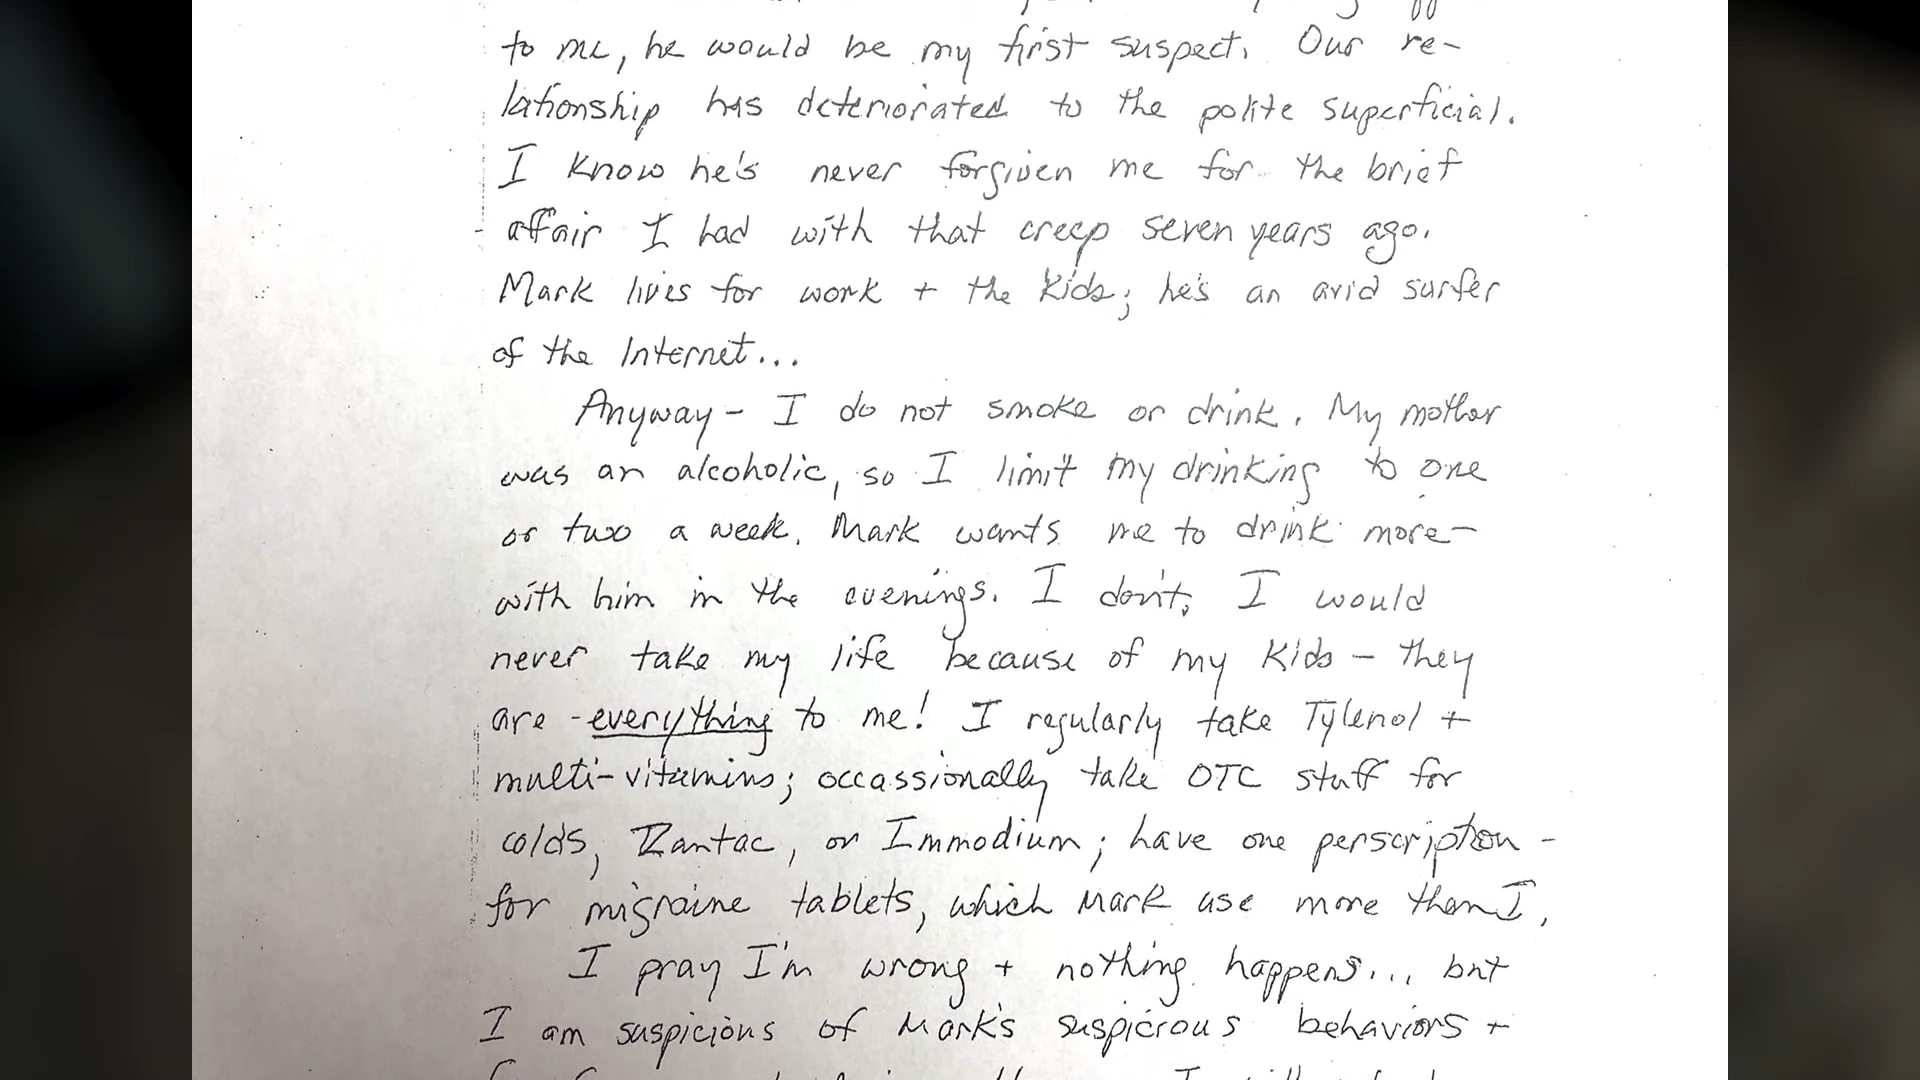 to me, he would be my first suspect. Our re-
lationship has deteriorated to the polite superficial.
I know he's never forgiven me for the brief
affair I had with that creep seven years ago.
Mark lives for work + the kids; he's an avid surfer
of the Internet...
Anyway - I do not smoke or drink. My mother
was an alcoholic, so I limit my drinking to one
or two a week. Mark wants me to drink more-
with him in the evenings. I don't. I would
never take my life because of my kids - they
are -everything to me! I regularly take Tylenol +
multi-vitamins; occassionally take OTC stuff for
colds, Zantac, or Immodium; have one perscription -
for migraine tablets, which Mark use more than I.
I pray I'm wrong + nothing happens... but
I am suspicious of Mark's suspicious behaviors +